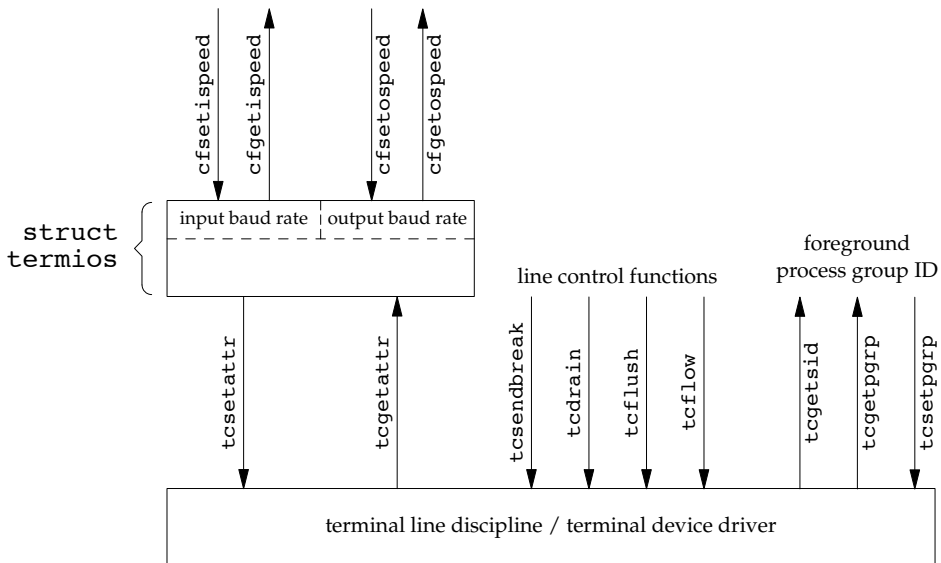 cfsetispeed
cfgetispeed
cfsetospeed
cfgetospeed
struct
termios
input baud rate
output baud rate
line control functions
foreground
process group ID
tcsetattr
tcgetattr
tcsendbreak
tcdrain
tcflush
tcflow
tcgetsid
tcgetpgrp
tcsetpgrp
terminal line discipline / terminal device driver